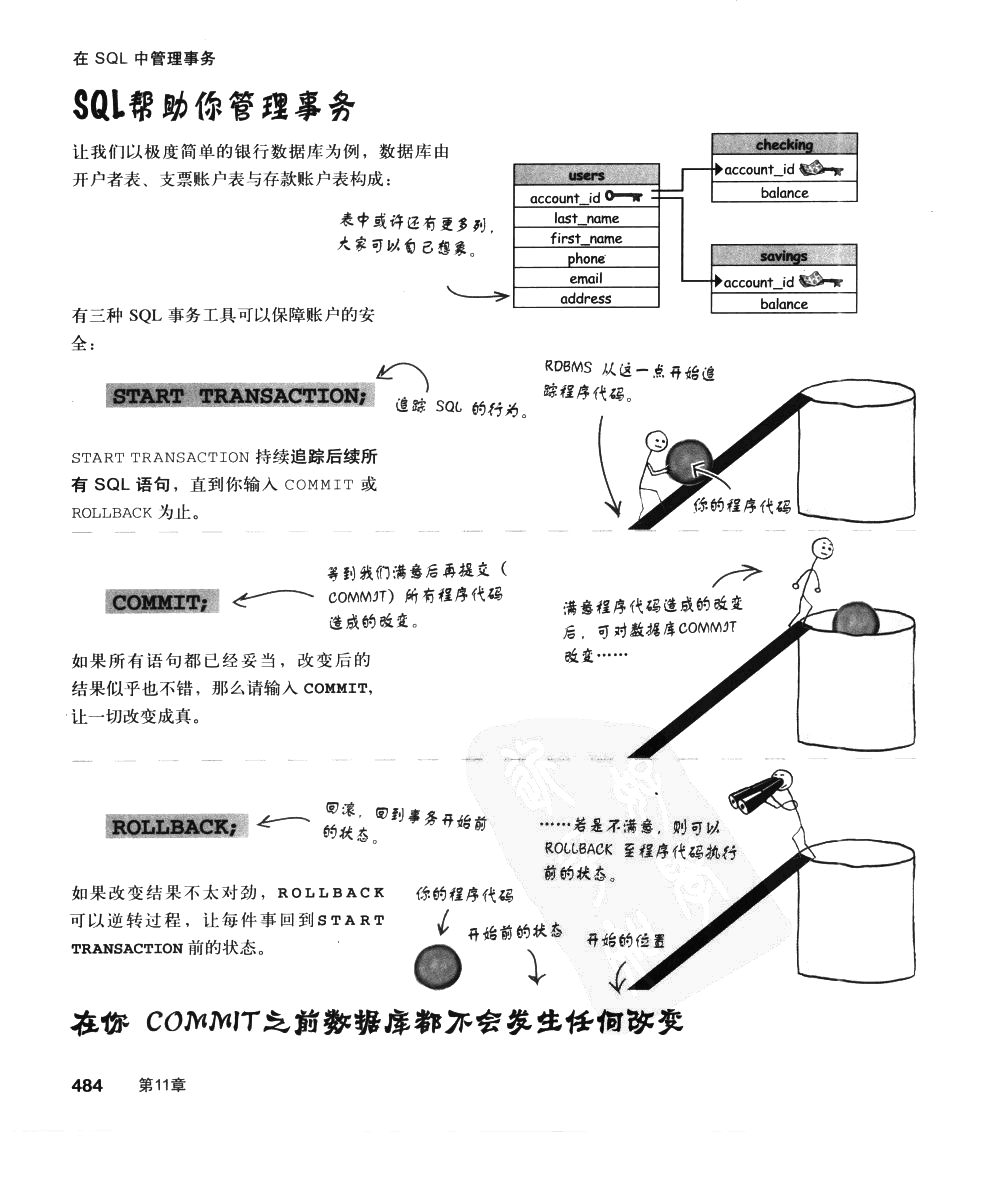 在 SQL 中管理事务
SQL帮助你管理事务
让我们以极度简单的银行数据库为例，数据库由
开户者表、支票账户表与存款账户表构成：
users
account_id
last_name
first_name
phone
email
address
checking
account_id
balance
savings
account_id
balance
表中或许还有更多列，
大家可以自己想象。
有三种 SQL 事务工具可以保障账户的安
全：
START TRANSACTION;
追踪 SQL 的行为。
RDBMS 从这一点开始追
踪程序代码。
你的程序代码
START TRANSACTION 持续追踪后续所
有 SQL 语句，直到你输入 COMMIT 或
ROLLBACK 为止。
COMMIT;
等到我们满意后再提交（
COMMIT）所有程序代码
造成的改变。
满意程序代码造成的改变
后，可对数据库COMMIT
改变……
如果所有语句都已经妥当，改变后的
结果似乎也不错，那么请输入 COMMIT,
让一切改变成真。
ROLLBACK;
回滚，回到事务开始前
的状态。
……若是不满意，则可以
ROLLBACK 至程序代码执行
前的状态。
如果改变结果不太对劲，ROLLBACK
可以逆转过程，让每件事回到START
TRANSACTION 前的状态。
你的程序代码
开始前的状态
开始的位置
在你 COMMIT之前数据库都不会发生任何改变
484 第11章